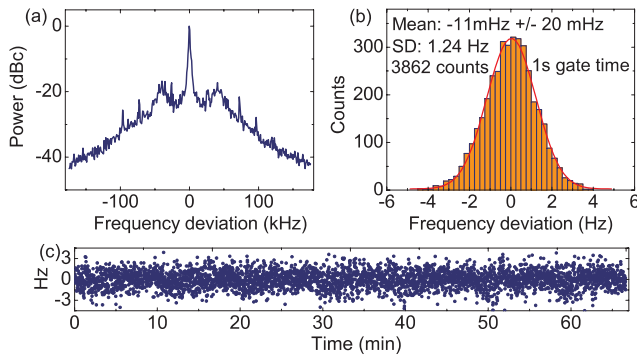 (a)
0
-20
-40
Power (dBc)
-100
0
100
Frequency deviation (kHz)
(b)
Mean: -11mHz +/- 20 mHz
SD: 1.24 Hz
3862 counts
1s gate time
300
200
100
0
Counts
-6
-4
-2
0
2
4
6
Frequency deviation (Hz)
(c)
3
0
-3
Hz
0
10
20
30
40
50
60
Time (min)